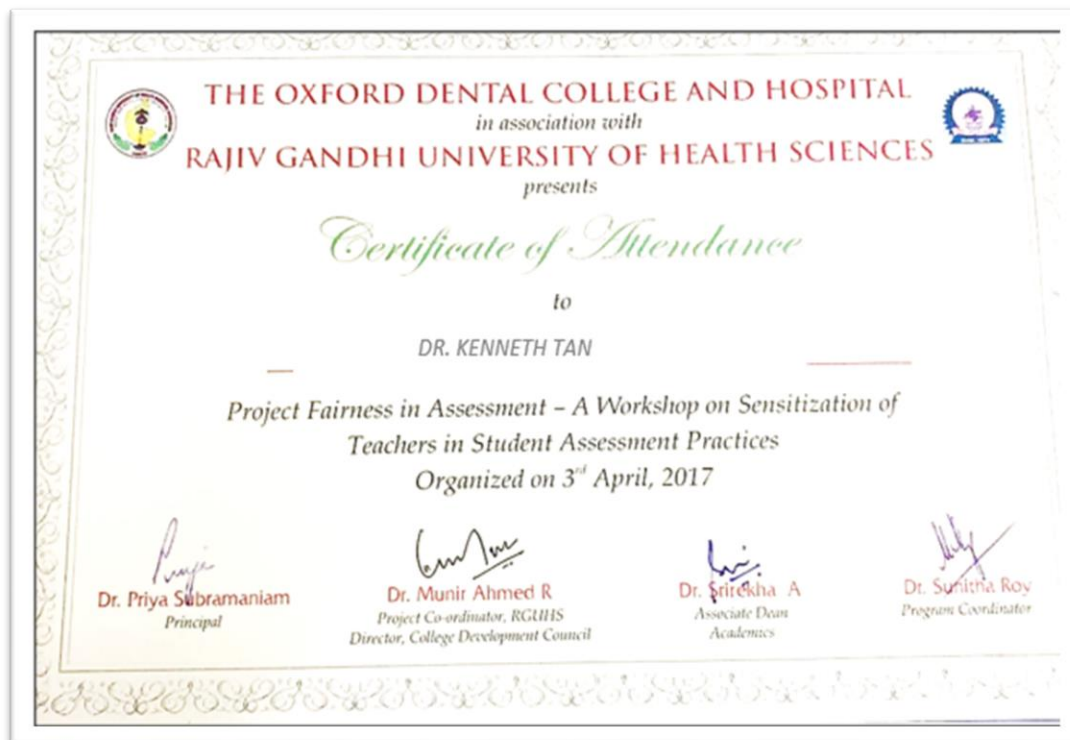 THE OXFORD DENTAL COLLEGE AND HOSPITAL
in association with
RAJIV GANDHI UNIVERSITY OF HEALTH SCIENCES
presents
Certificate of Attendance
to
DR. KENNETH TAN
Project Fairness in Assessment – A Workshop on Sensitization of
Teachers in Student Assessment Practices
Organized on 3rd April, 2017
Dr. Priya Subramaniam
Principal
Dr. Munir Ahmed R
Project Co-ordinator, RGUHS
Director, College Development Council
Dr. Srirekha A
Associate Dean
Academics
Dr. Sunitha Roy
Program Coordinator